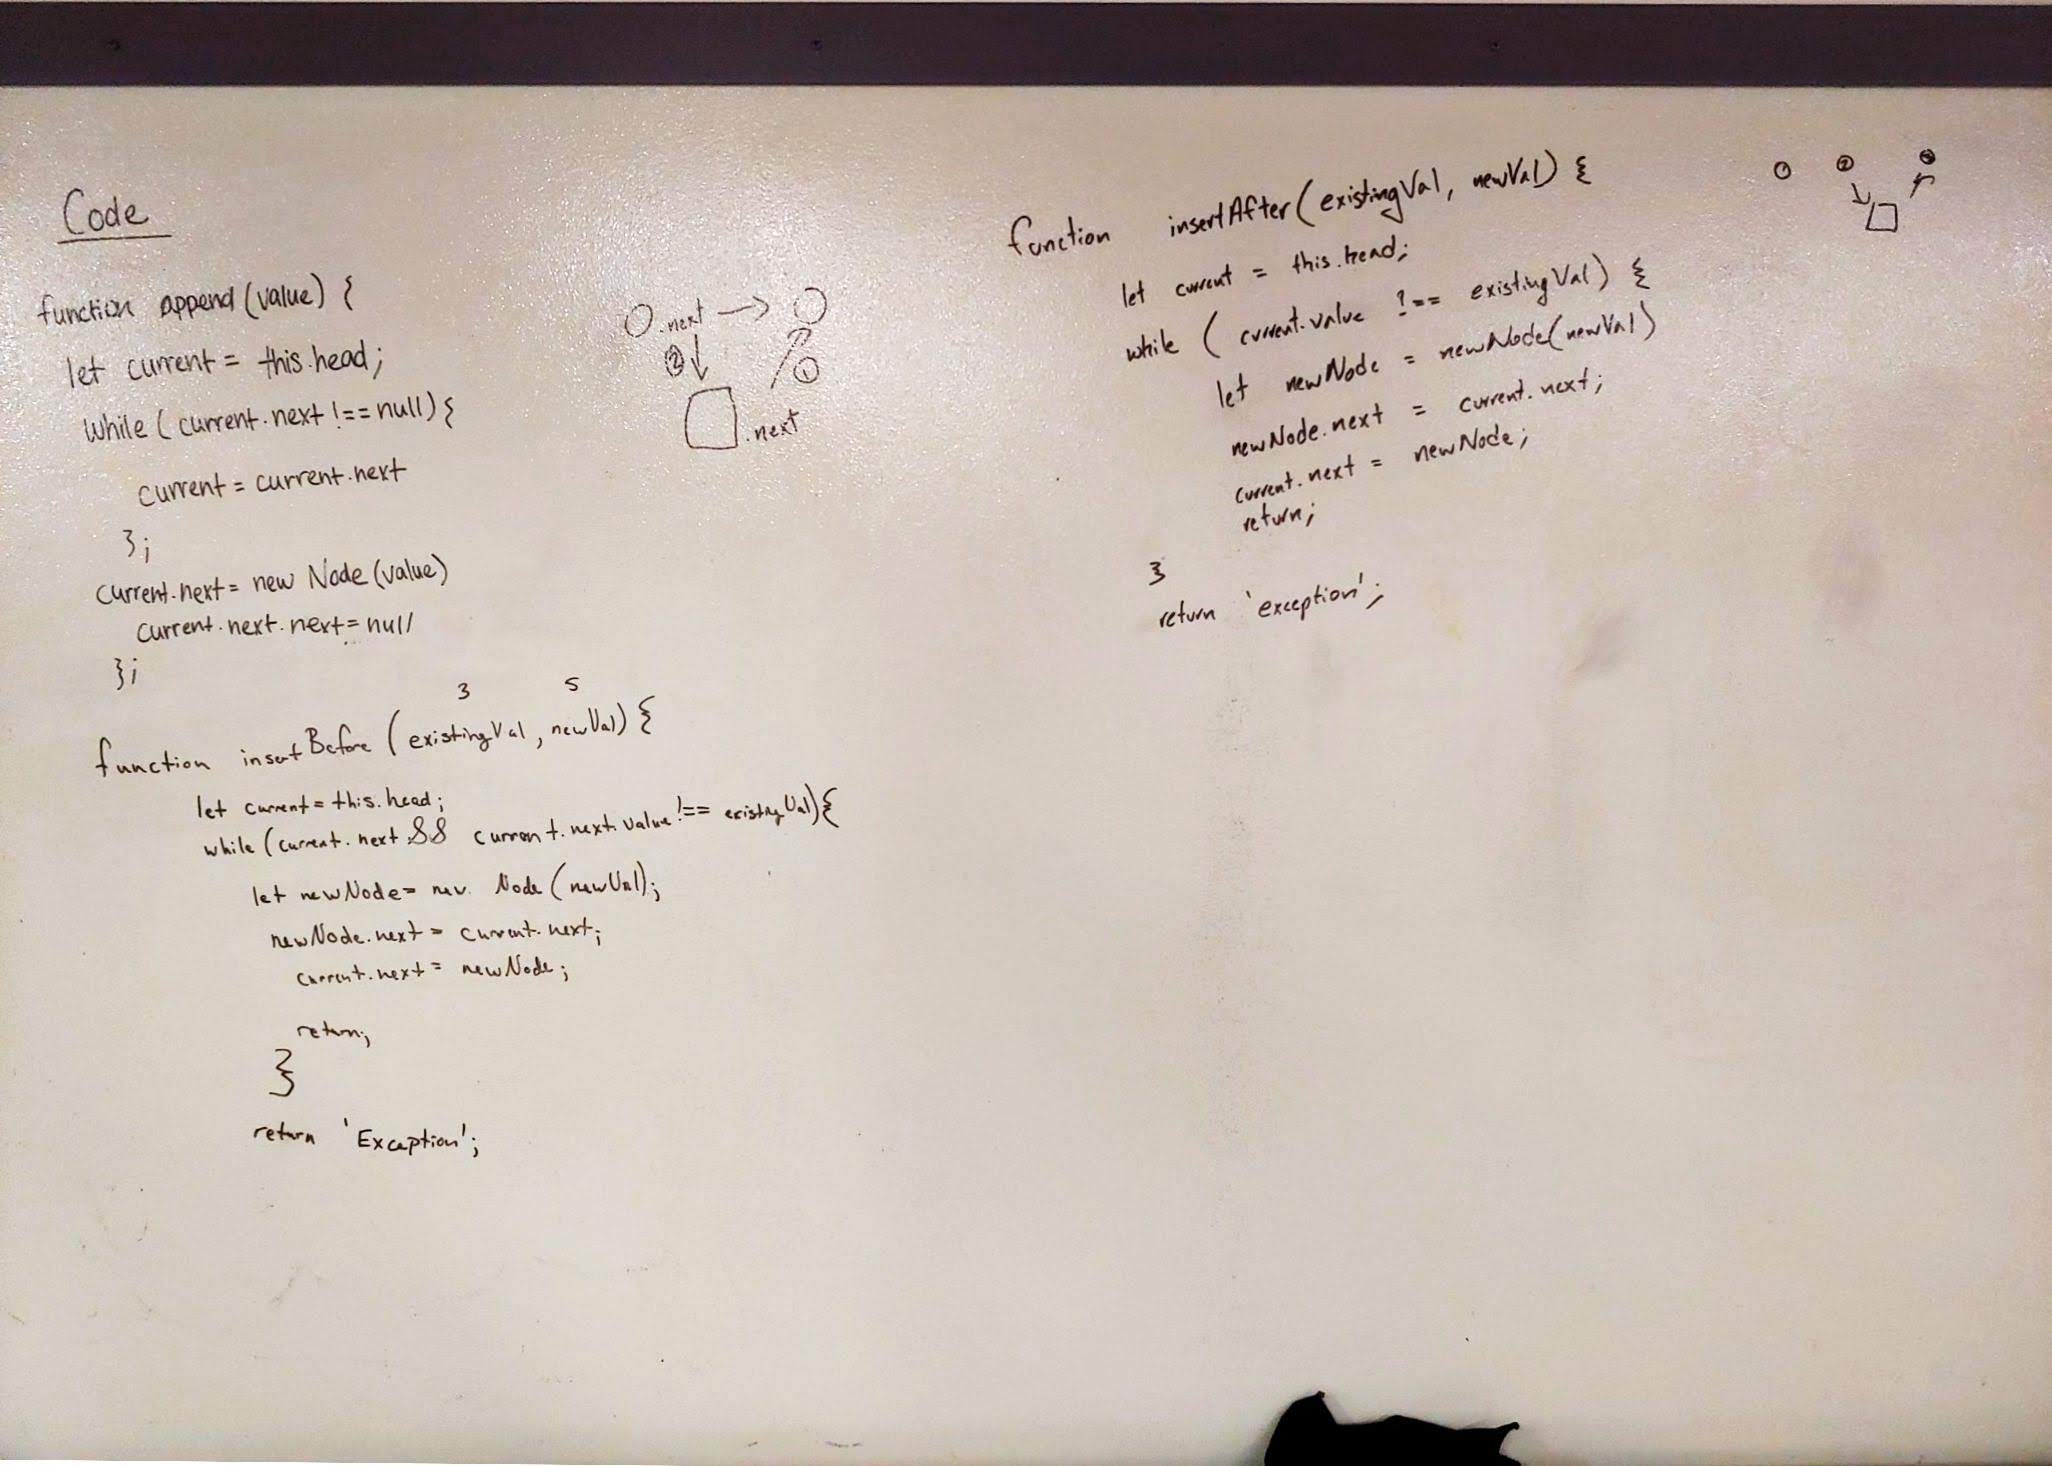 Code
function append(value) {
let current = this.head;
While (current.next !== null) {
current = current.next
};
current.next = new Node (value)
current.next.next = null
};
.next
2
1
.next
3 5
function insertBefore (existingVal, newVal) {
let current = this.head;
while (current.next && current.next.value !== existingVal) {
let newNode = new Node (newVal);
newNode.next = current.next;
current.next = newNode;
return;
}
return 'Exception';
function insertAfter (existingVal, newVal) {
let current = this.head;
while ( current.value !== existingVal) {
let newNode = newNode(newVal)
newNode.next = current.next;
current.next = newNode;
return;
}
return 'exception';
1 2 3